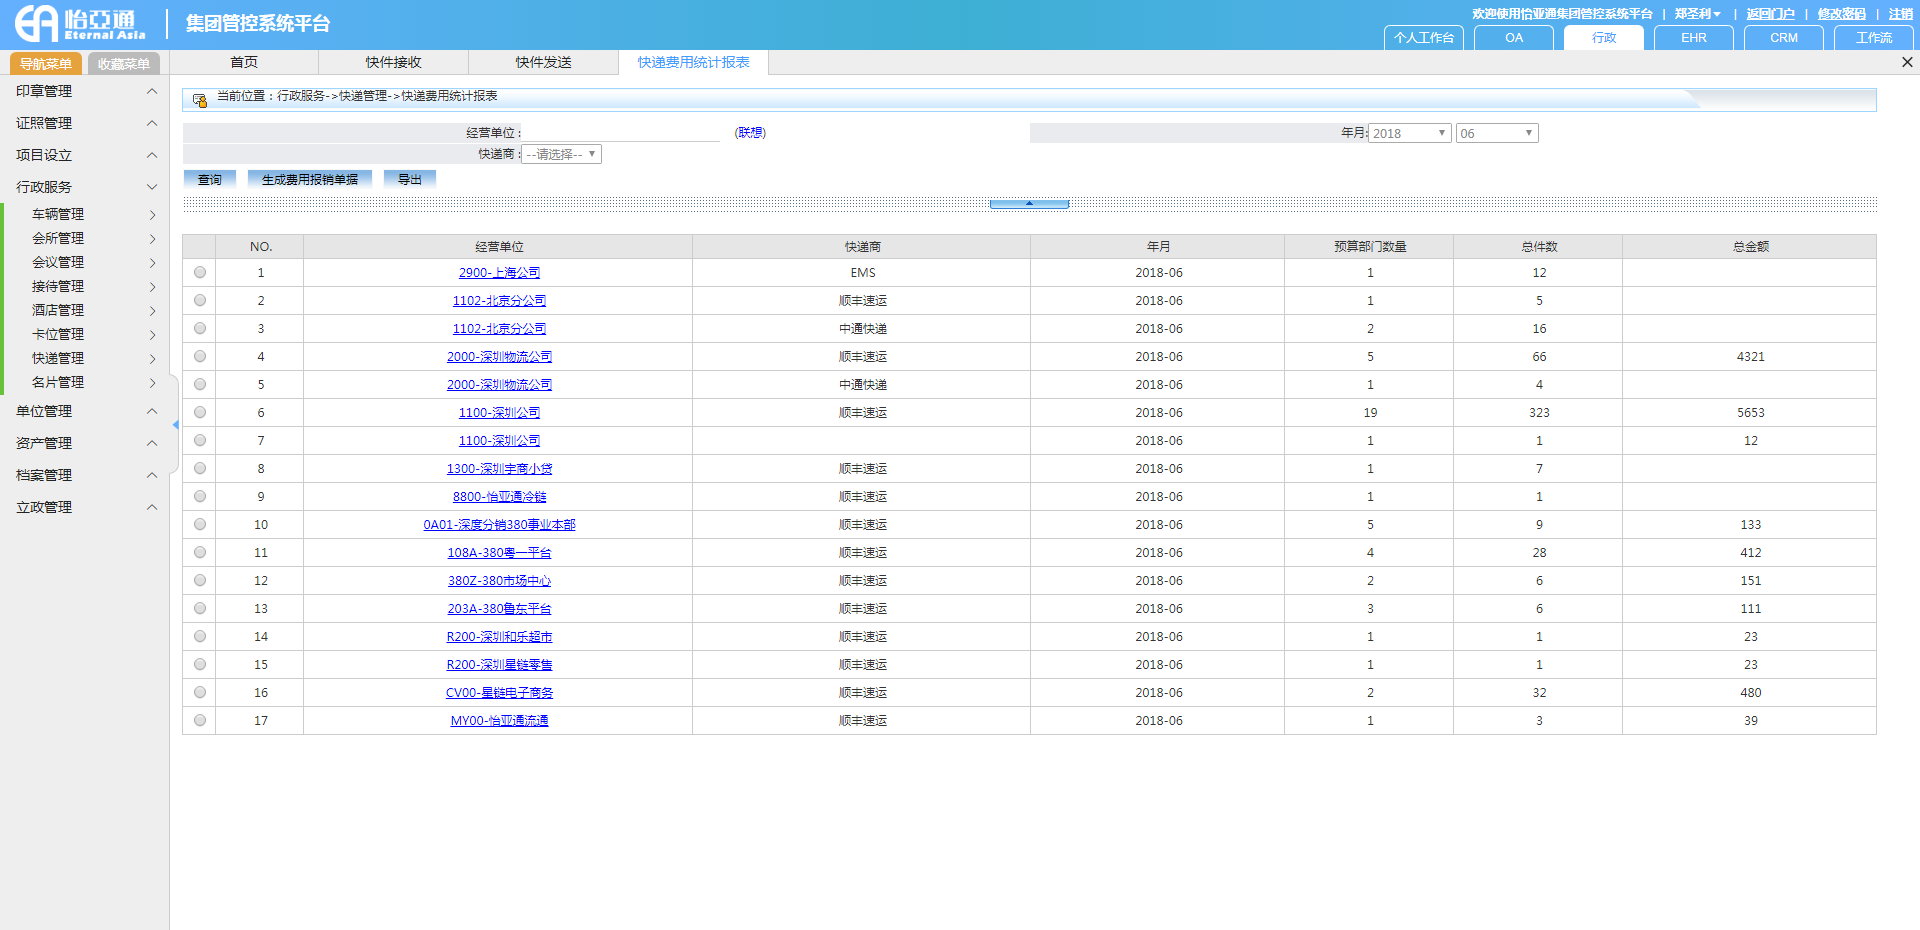 怡亞通
Eternal Asia
集团管控系统平台
欢迎使用怡亚通集团管控系统平台 | 郑圣利 | 返回门户 | 修改密码 | 注销
个人工作台 OA 行政 EHR CRM 工作流
导航菜单 收藏菜单 首页 快件接收 快件发送 快递费用统计报表
印章管理
证照管理
项目设立
行政服务
车辆管理
会所管理
会议管理
接待管理
酒店管理
卡位管理
快递管理
名片管理
单位管理
资产管理
档案管理
立政管理
当前位置：行政服务->快递管理->快递费用统计报表
经营单位： (联想) 年月: 2018 06
快递商： --请选择--
查询 生成费用报销单据 导出
NO. 经营单位 快递商 年月 预算部门数量 总件数 总金额
1 2900-上海公司 EMS 2018-06 1 12
2 1102-北京分公司 顺丰速运 2018-06 1 5
3 1102-北京分公司 中通快递 2018-06 2 16
4 2000-深圳物流公司 顺丰速运 2018-06 5 66 4321
5 2000-深圳物流公司 中通快递 2018-06 1 4
6 1100-深圳公司 顺丰速运 2018-06 19 323 5653
7 1100-深圳公司 2018-06 1 1 12
8 1300-深圳宇商小贷 顺丰速运 2018-06 1 7
9 8800-怡亚通冷链 顺丰速运 2018-06 1 1
10 0A01-深度分销380事业本部 顺丰速运 2018-06 5 9 133
11 108A-380粤一平台 顺丰速运 2018-06 4 28 412
12 380Z-380市场中心 顺丰速运 2018-06 2 6 151
13 203A-380鲁东平台 顺丰速运 2018-06 3 6 111
14 R200-深圳和乐超市 顺丰速运 2018-06 1 1 23
15 R200-深圳星链零售 顺丰速运 2018-06 1 1 23
16 CV00-星链电子商务 顺丰速运 2018-06 2 32 480
17 MY00-怡亚通流通 顺丰速运 2018-06 1 3 39